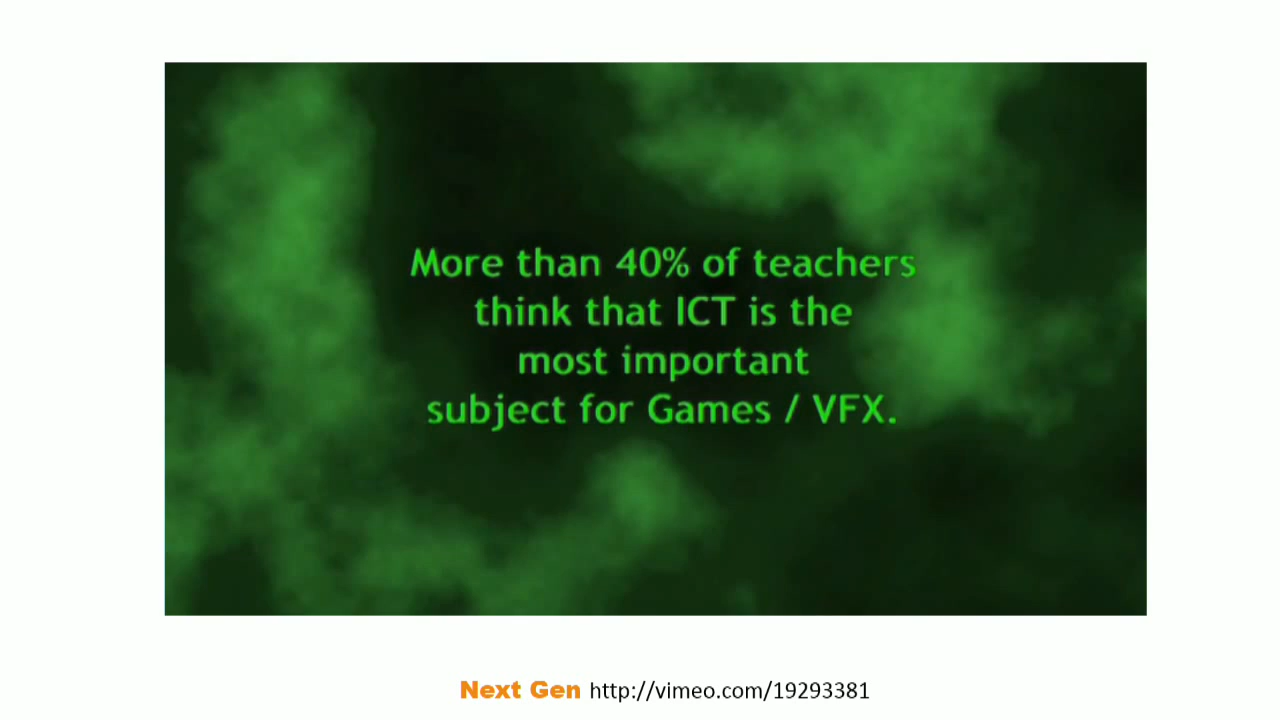 More than 40% of teachers
think that ICT is the
most important
subject for Games / VFX.
Next Gen http://vimeo.com/19293381